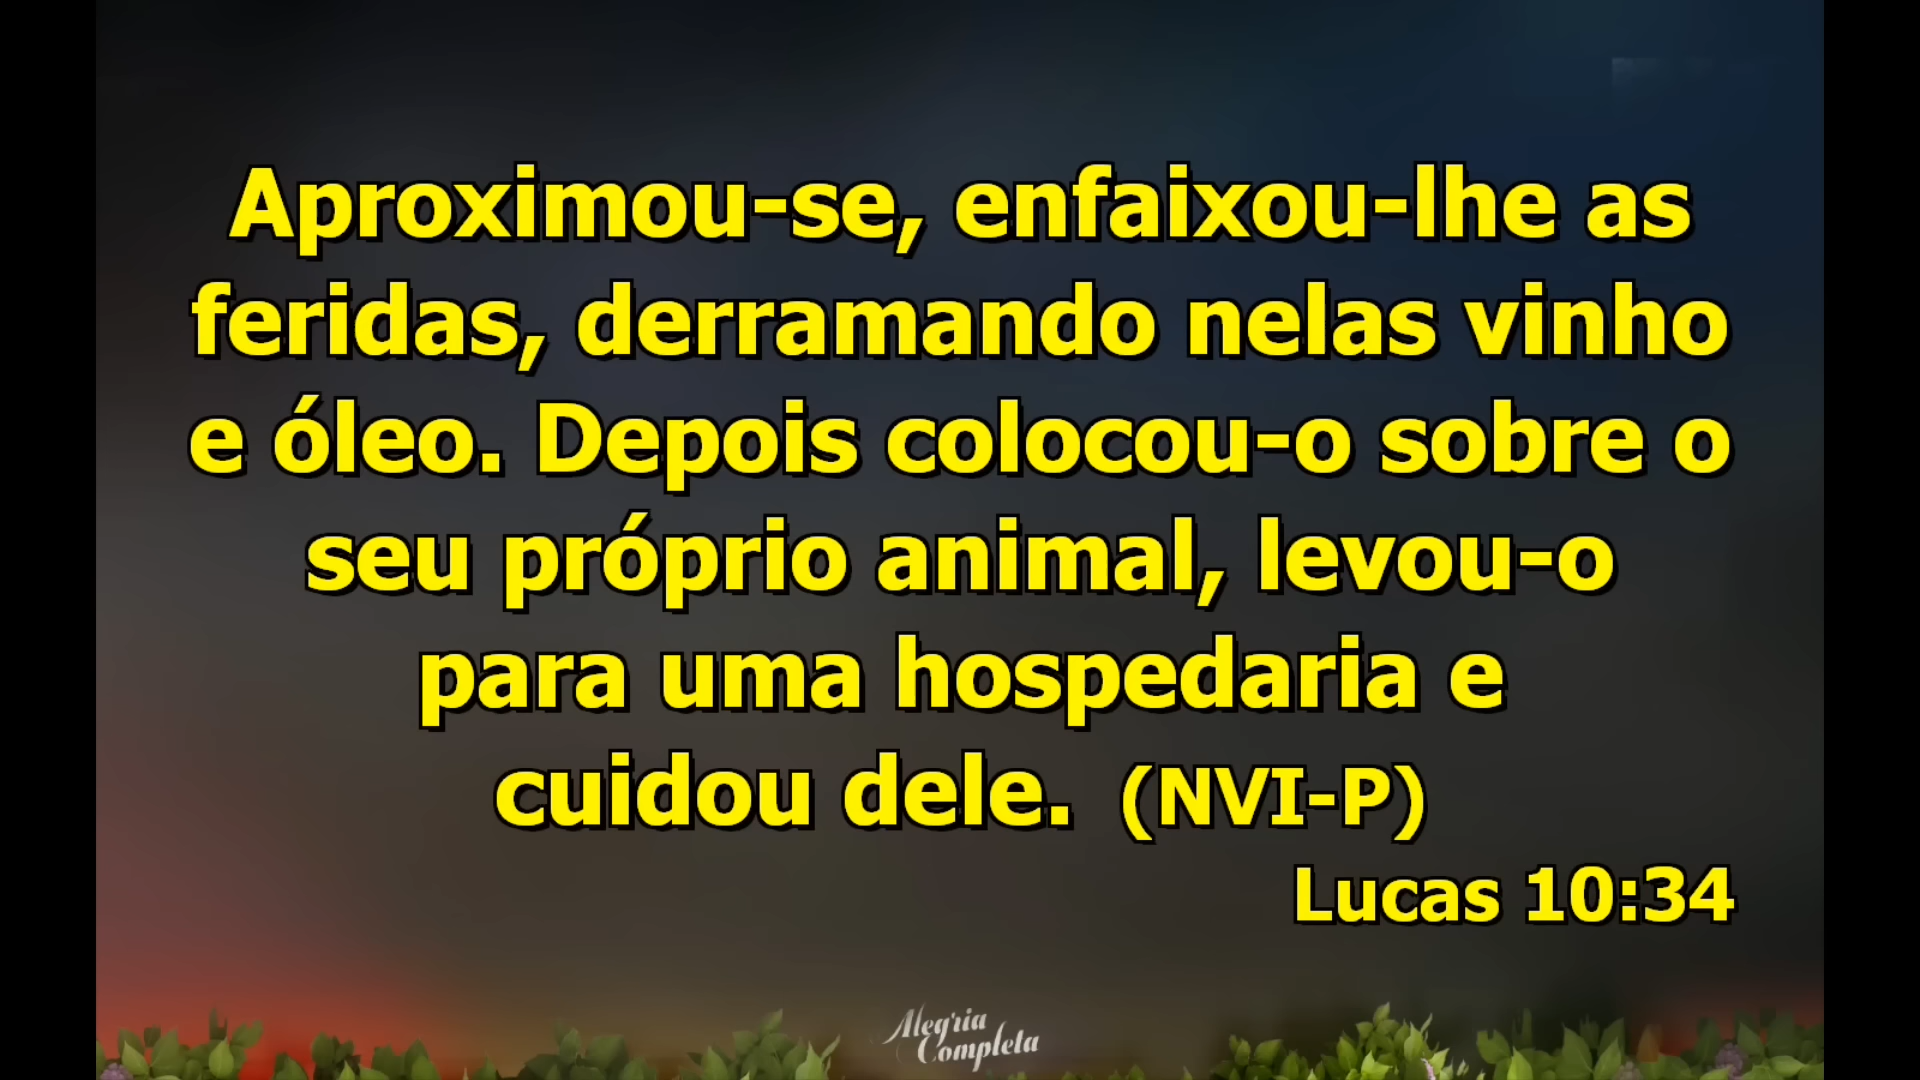 Aproximou-se, enfaixou-lhe as
feridas, derramando nelas vinho
e óleo. Depois colocou-o sobre o
seu próprio animal, levou-o
para uma hospedaria e
cuidou dele. (NVI-P)
Lucas 10:34
Alegria
Completa